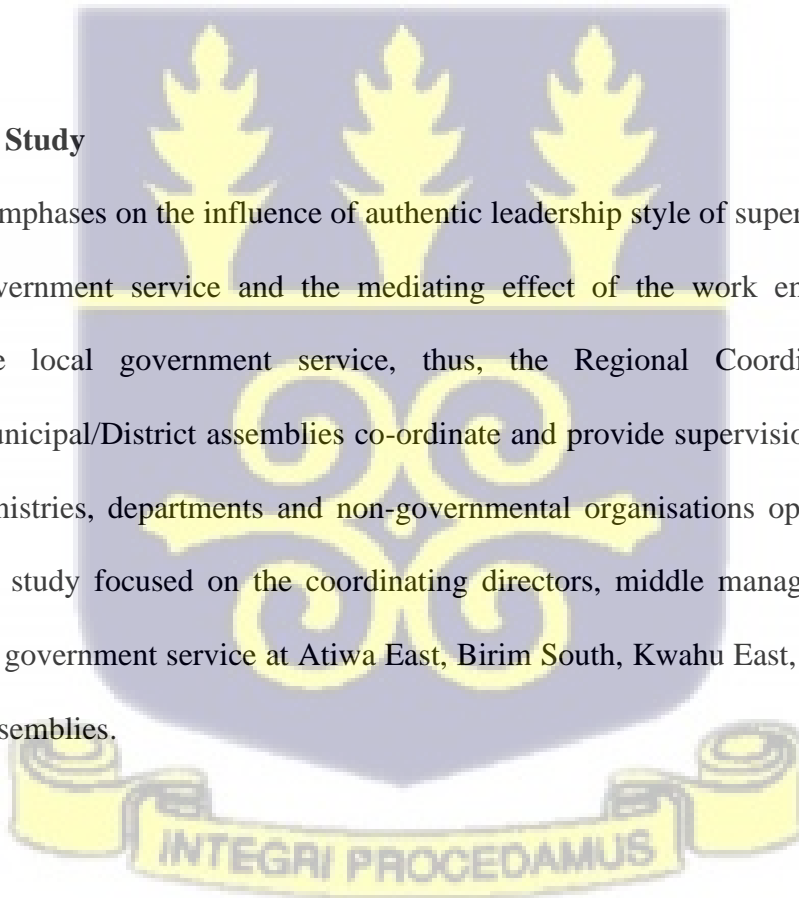 Study
mphases on the influence of authentic leadership style of super
vernment service and the mediating effect of the work en
local government service, thus, the Regional Coordi
unicipal/District assemblies co-ordinate and provide supervisio
nistries, departments and non-governmental organisations op
study focused on the coordinating directors, middle manag
government service at Atiwa East, Birim South, Kwahu East,
semblies.
INTEGRI PROCEDAMUS